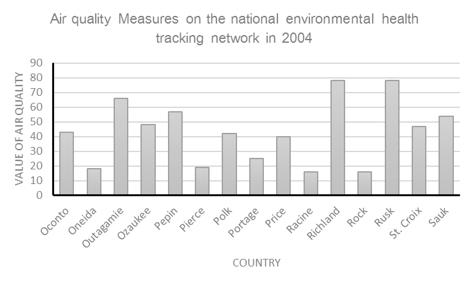 Air quality Measures on the national environmental health
tracking network in 2004
VALUE OF AIR QUALITY
90
80
70
60
50
40
30
20
10
0
Oconto
Oneida
Outagamie
Ozaukee
Pepin
Pierce
Polk
Portage
Price
Racine
Richland
Rock
Rusk
St. Croix
Sauk
COUNTRY